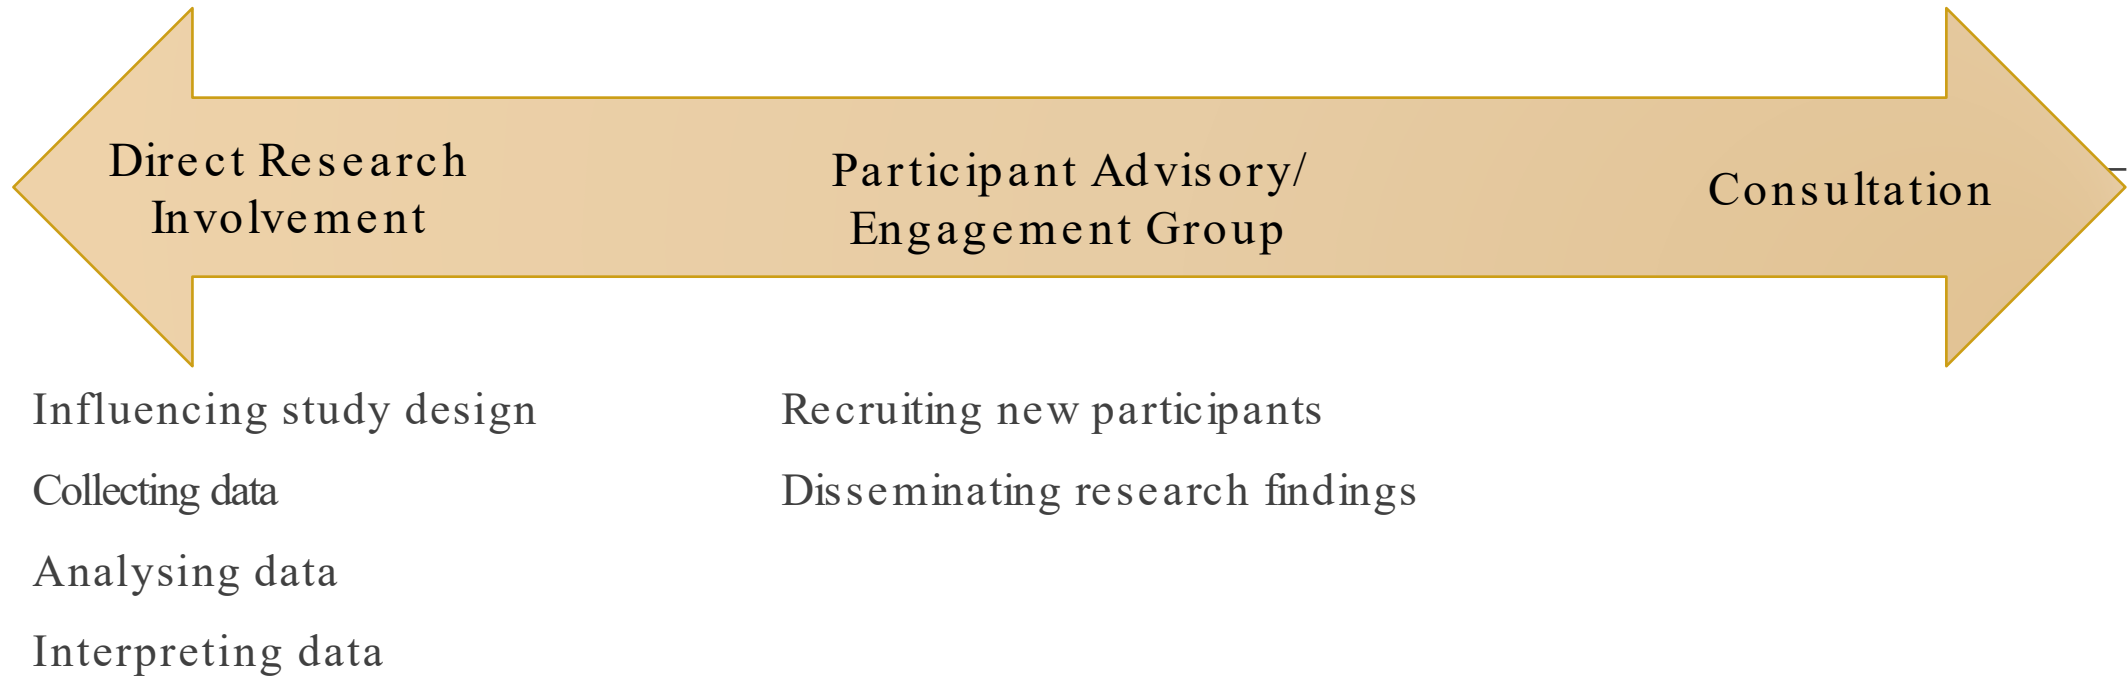 Direct Research
Involvement
Participant Advisory/
Engagement Group
Consultation
Influencing study design
Collecting data
Analysing data
Interpreting data
Recruiting new participants
Disseminating research findings